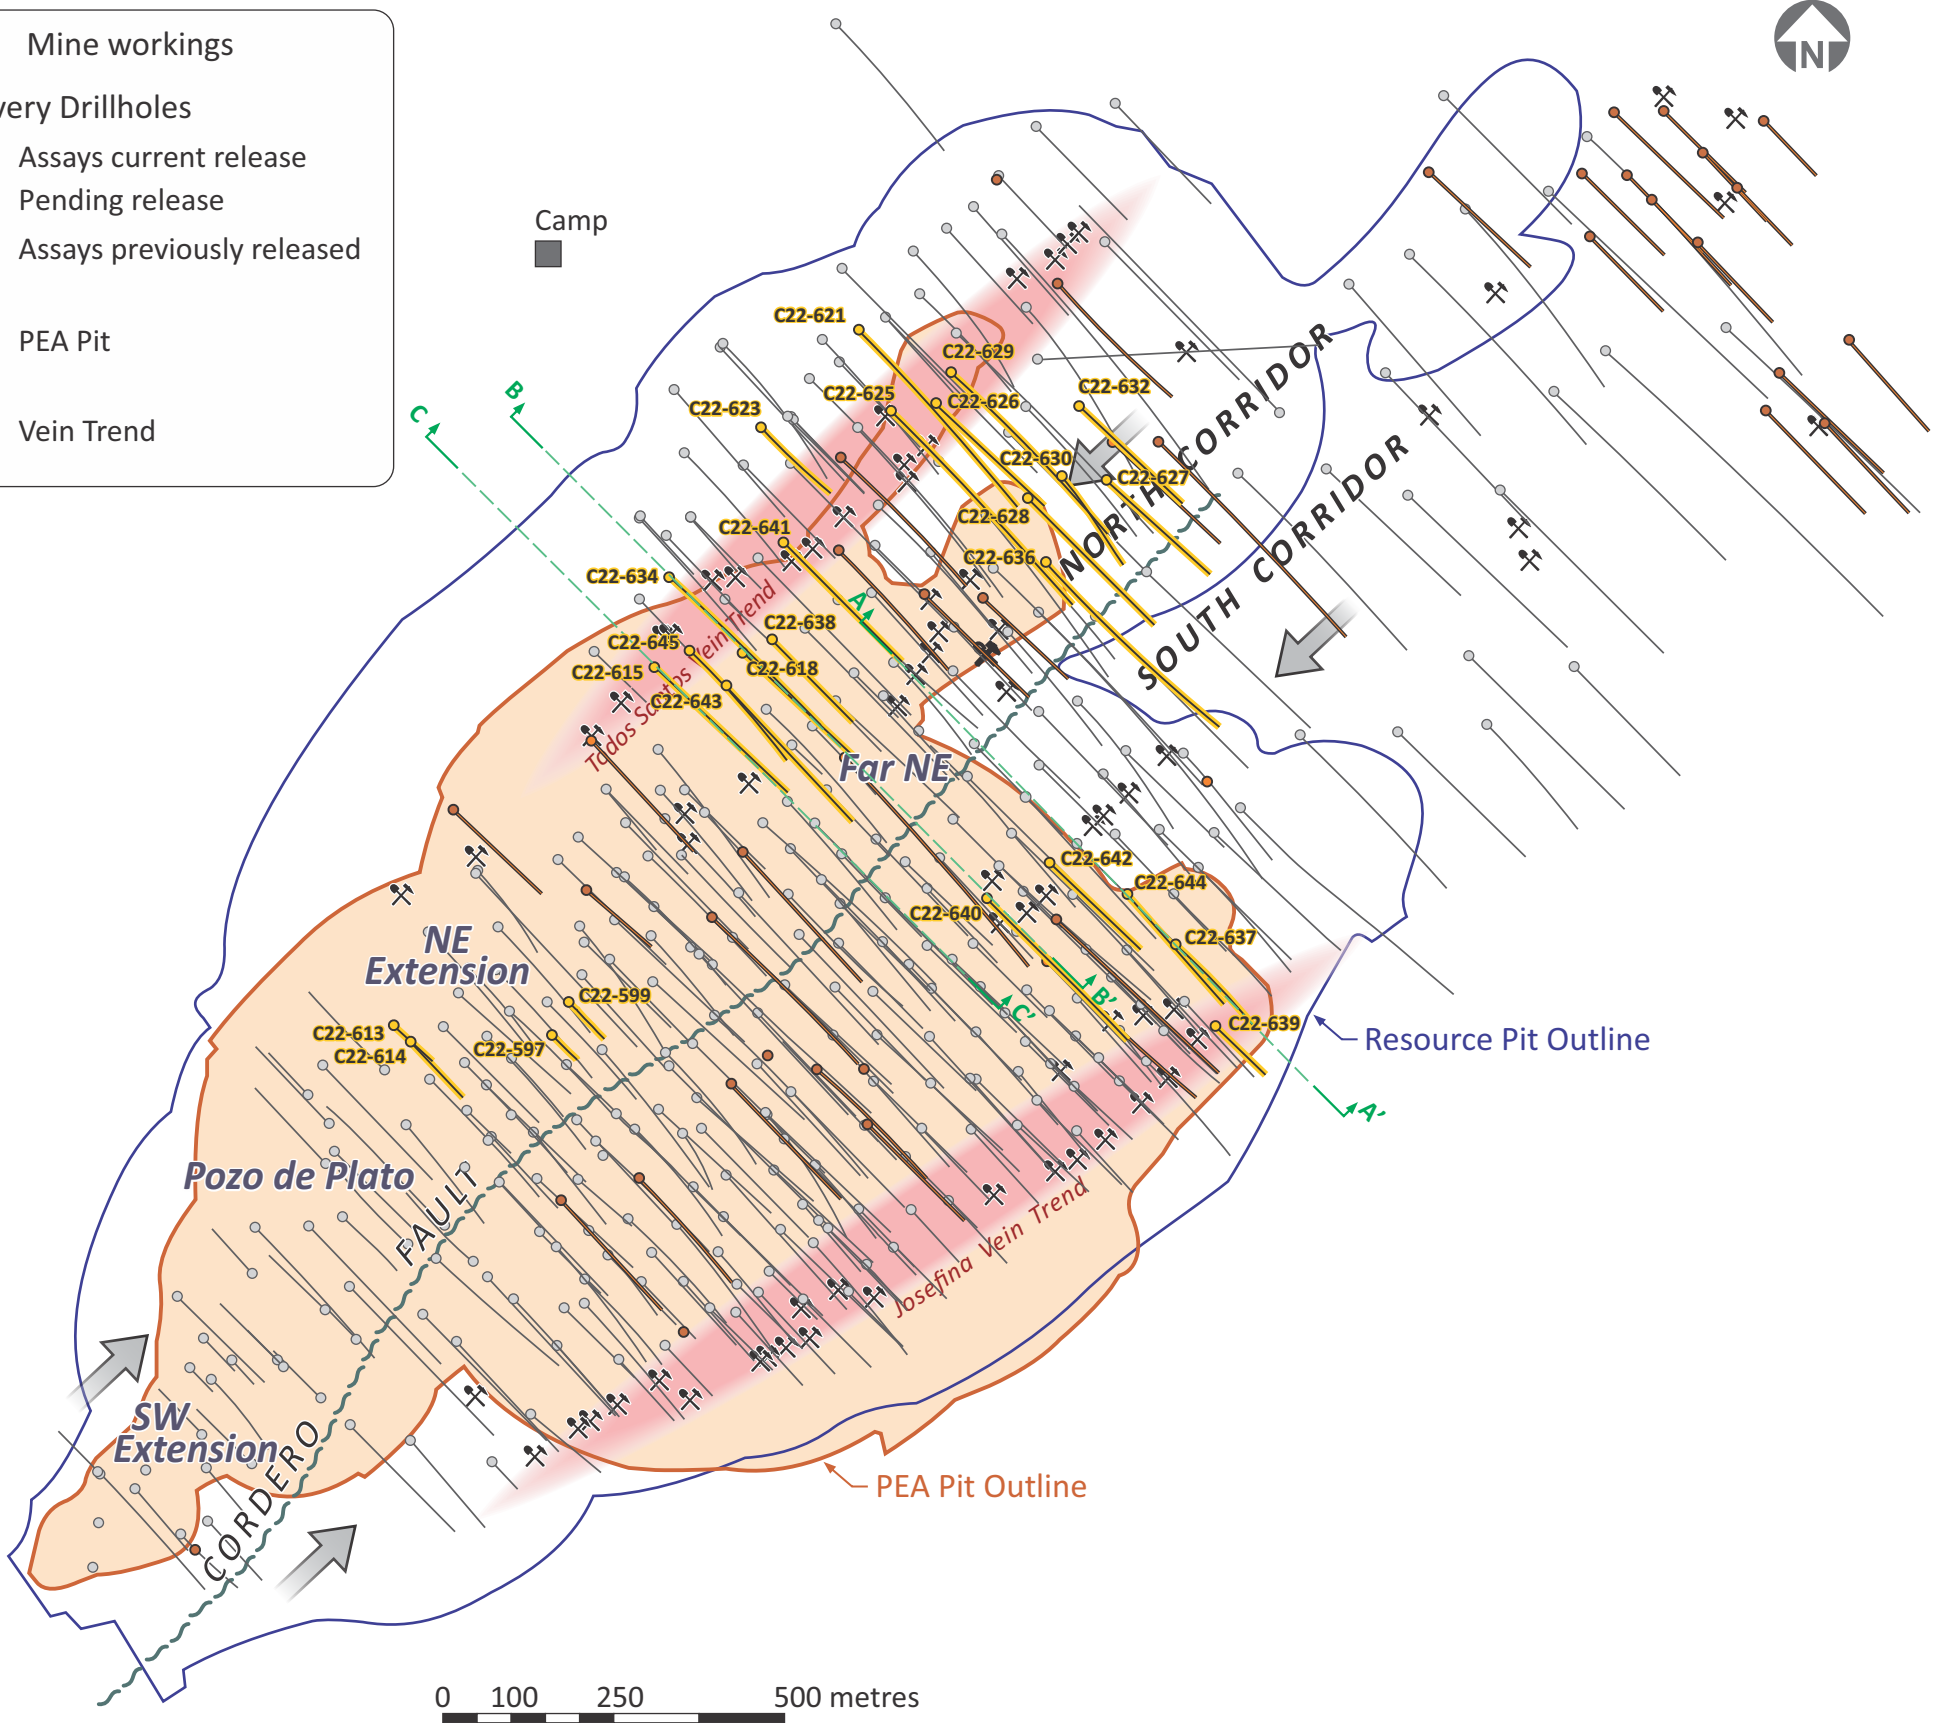 Mine workings
very Drillholes
Assays current release
Pending release
Assays previously released
PEA Pit
Vein Trend
N
Camp
C22-621
C22-629
C22-632
C22-625
C22-626
C22-623
B
C
NORTH CORRIDOR
SOUTH CORRIDOR
C22-630
C22-627
C22-628
C22-641
C22-636
C22-634
A
Todos Santos Vein Trend
C22-638
C22-645
C22-618
C22-615
C22-643
Far NE
C22-642
C22-644
C22-640
C22-637
NE
Extension
C22-599
B'
C'
C22-639
Resource Pit Outline
C22-613
C22-614
C22-597
A'
Pozo de Plato
Josefina Vein Trend
CORDERO FAULT
SW
Extension
PEA Pit Outline
0 100 250 500 metres